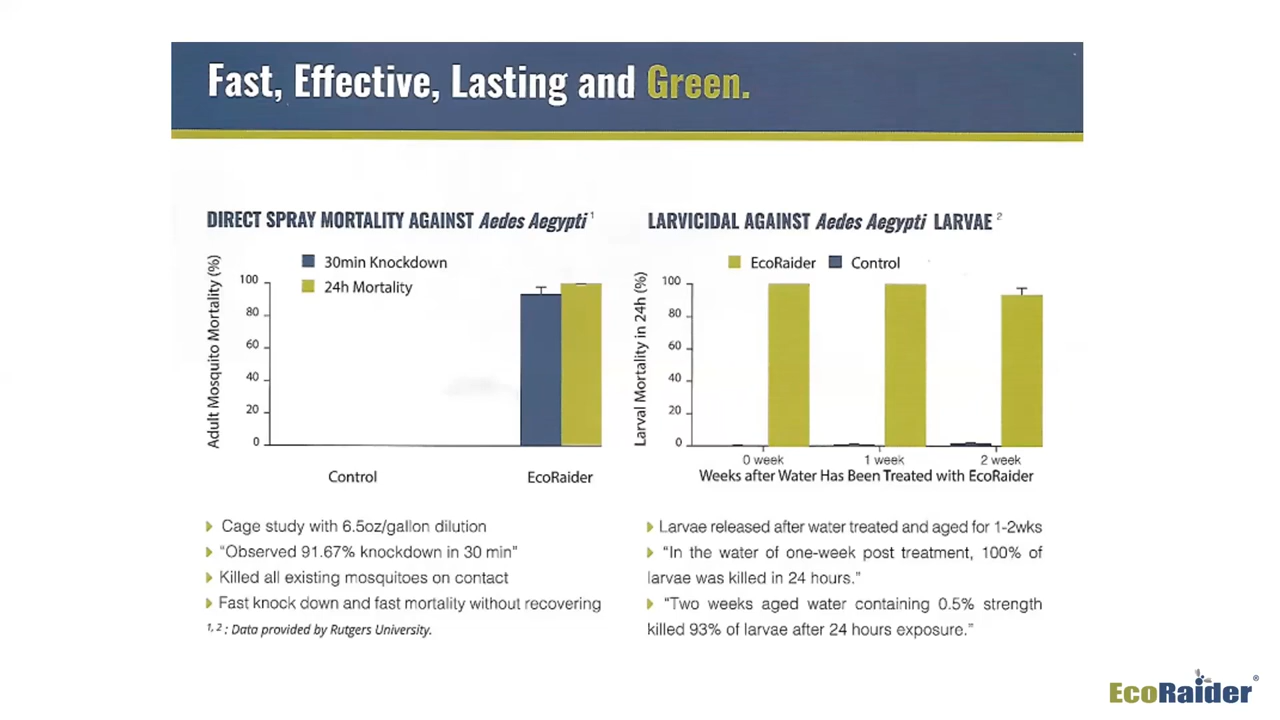 Fast, Effective, Lasting and Green.
DIRECT SPRAY MORTALITY AGAINST Aedes Aegypti 1
30min Knockdown
24h Mortality
Adult Mosquito Mortality (%)
100
80
60
40
20
0
Control
EcoRaider
Cage study with 6.5oz/gallon dilution
“Observed 91.67% knockdown in 30 min”
Killed all existing mosquitoes on contact
Fast knock down and fast mortality without recovering
1, 2 : Data provided by Rutgers University.
LARVICIDAL AGAINST Aedes Aegypti LARVAE 2
EcoRaider Control
Larval Mortality in 24h (%)
100
80
60
40
20
0
0 week 1 week 2 week
Weeks after Water Has Been Treated with EcoRaider
Larvae released after water treated and aged for 1-2wks
“In the water of one-week post treatment, 100% of
larvae was killed in 24 hours.”
“Two weeks aged water containing 0.5% strength
killed 93% of larvae after 24 hours exposure.”
EcoRaider®